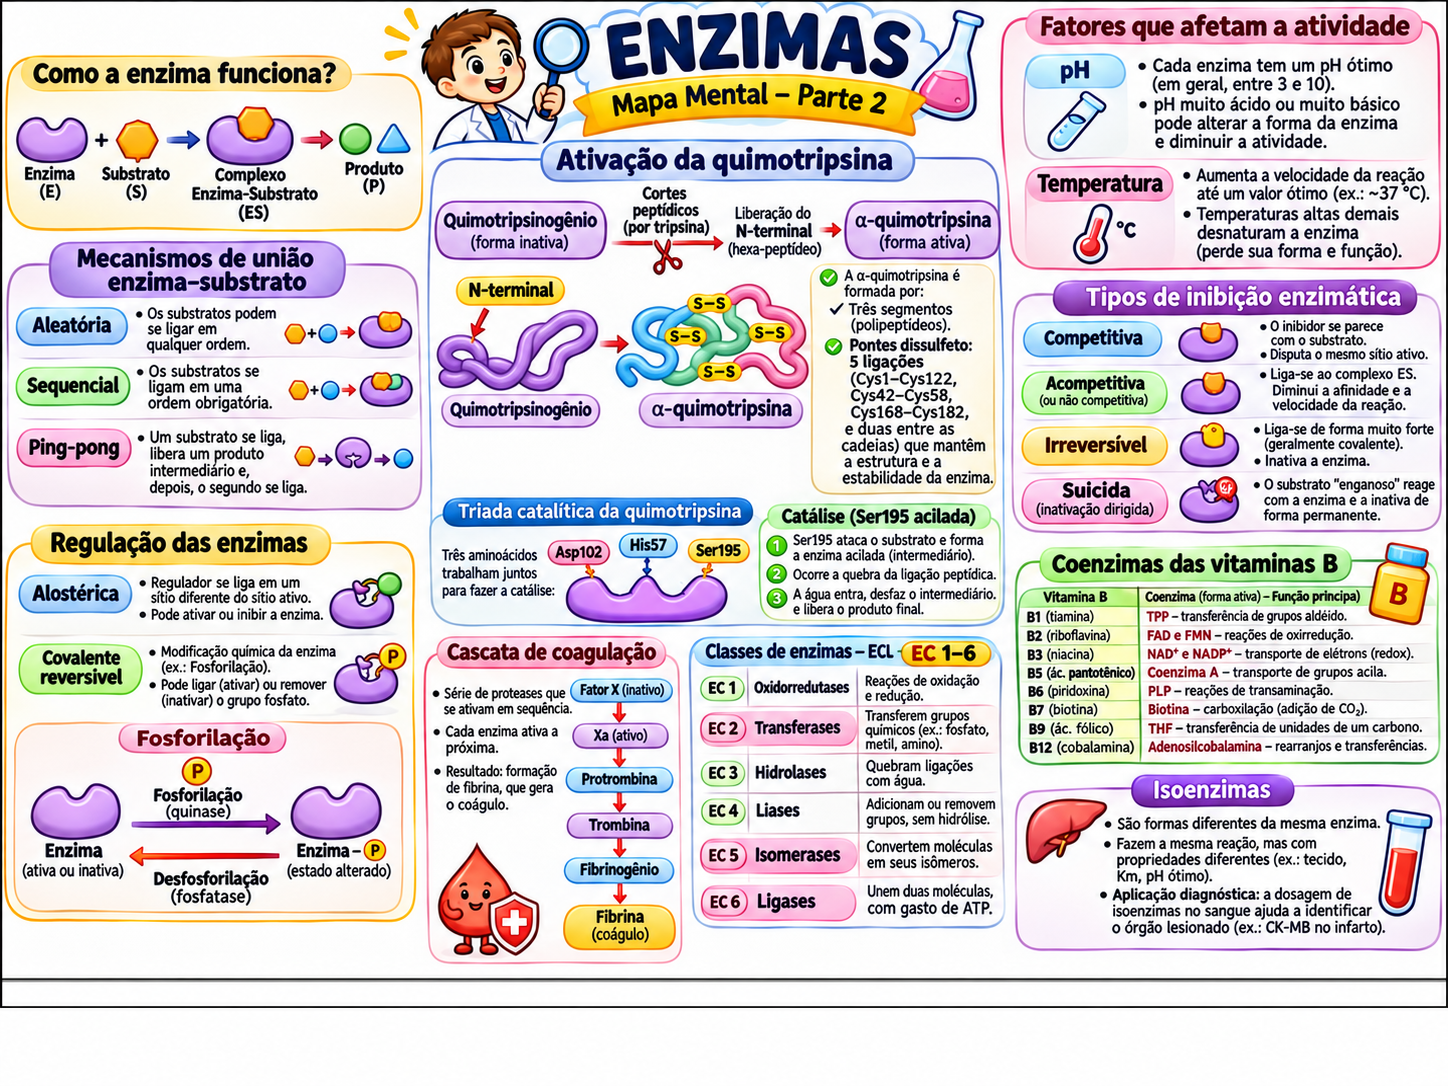 ENZIMAS
Mapa Mental – Parte 2
Como a enzima funciona?
Enzima
(E)
+
Substrato
(S)
Complexo
Enzima-Substrato
(ES)
Produto
(P)
Mecanismos de união
enzima–substrato
Aleatória
• Os substratos podem
se ligar em
qualquer ordem.
+
Sequencial
• Os substratos se
ligam em uma
ordem obrigatória.
+
Ping-pong
• Um substrato se liga,
libera um produto
intermediário e,
depois, o segundo se liga.
Regulação das enzimas
Alostérica
• Regulador se liga em um
sítio diferente do sítio ativo.
• Pode ativar ou inibir a enzima.
Covalente
reversível
• Modificação química da enzima
(ex.: Fosforilação).
• Pode ligar (ativar) ou remover
(inativar) o grupo fosfato.
P
Fosforilação
P
Fosforilação
(quinase)
Enzima
(ativa ou inativa)
Enzima – P
(estado alterado)
Desfosforilação
(fosfatase)
Ativação da quimotripsina
Quimotripsinogênio
(forma inativa)
Cortes
peptídicos
(por tripsina)
Liberação do
N-terminal
(hexa-peptídeo)
α-quimotripsina
(forma ativa)
N-terminal
Quimotripsinogênio
S–S
S–S
S–S
S–S
α-quimotripsina
A α-quimotripsina é
formada por:
Três segmentos
(polipeptídeos).
Pontes dissulfeto:
5 ligações
(Cys1–Cys122,
Cys42–Cys58,
Cys168–Cys182,
e duas entre as
cadeias) que mantêm
a estrutura e a
estabilidade da enzima.
Triada catalítica da quimotripsina
Três aminoácidos
trabalham juntos
para fazer a catálise:
Asp102
His57
Ser195
Catálise (Ser195 acilada)
1 Ser195 ataca o substrato e forma
a enzima acilada (intermediário).
2 Ocorre a quebra da ligação peptídica.
3 A água entra, desfaz o intermediário
e libera o produto final.
Cascata de coagulação
• Série de proteases que
se ativam em sequência.
• Cada enzima ativa a
próxima.
• Resultado: formação
de fibrina, que gera
o coágulo.
Fator X (inativo)
Xa (ativo)
Protrombina
Trombina
Fibrinogênio
Fibrina
(coágulo)
Classes de enzimas – ECL EC 1–6
EC 1 Oxidorredutases Reações de oxidação
e redução.
EC 2 Transferases Transferem grupos
químicos (ex.: fosfato,
metil, amino).
EC 3 Hidrolases Quebram ligações
com água.
EC 4 Liases Adicionam ou removem
grupos, sem hidrólise.
EC 5 Isomerases Convertem moléculas
em seus isômeros.
EC 6 Ligases Unem duas moléculas,
com gasto de ATP.
Fatores que afetam a atividade
pH
• Cada enzima tem um pH ótimo
(em geral, entre 3 e 10).
• pH muito ácido ou muito básico
pode alterar a forma da enzima
e diminuir a atividade.
Temperatura
°C
• Aumenta a velocidade da reação
até um valor ótimo (ex.: ~37 °C).
• Temperaturas altas demais
desnaturam a enzima
(perde sua forma e função).
Tipos de inibição enzimática
Competitiva
• O inibidor se parece
com o substrato.
• Disputa o mesmo sítio ativo.
Acompetitiva
(ou não competitiva)
• Liga-se ao complexo ES.
Diminui a afinidade e a
velocidade da reação.
Irreversível
• Liga-se de forma muito forte
(geralmente covalente).
• Inativa a enzima.
Suicida
(inativação dirigida)
• O substrato “enganoso” reage
com a enzima e a inativa de
forma permanente.
Coenzimas das vitaminas B
B
Vitamina B Coenzima (forma ativa) – Função principa)
B1 (tiamina) TPP – transferência de grupos aldeído.
B2 (riboflavina) FAD e FMN – reações de oxirredução.
B3 (niacina) NAD⁺ e NADP⁺ – transporte de elétrons (redox).
B5 (ác. pantotênico) Coenzima A – transporte de grupos acila.
B6 (piridoxina) PLP – reações de transaminação.
B7 (biotina) Biotina – carboxilação (adição de CO₂).
B9 (ác. fólico) THF – transferência de unidades de um carbono.
B12 (cobalamina) Adenosilcobalamina – rearranjos e transferências.
Isoenzimas
• São formas diferentes da mesma enzima.
• Fazem a mesma reação, mas com
propriedades diferentes (ex.: tecido,
Km, pH ótimo).
• Aplicação diagnóstica: a dosagem de
isoenzimas no sangue ajuda a identificar
o órgão lesionado (ex.: CK-MB no infarto).